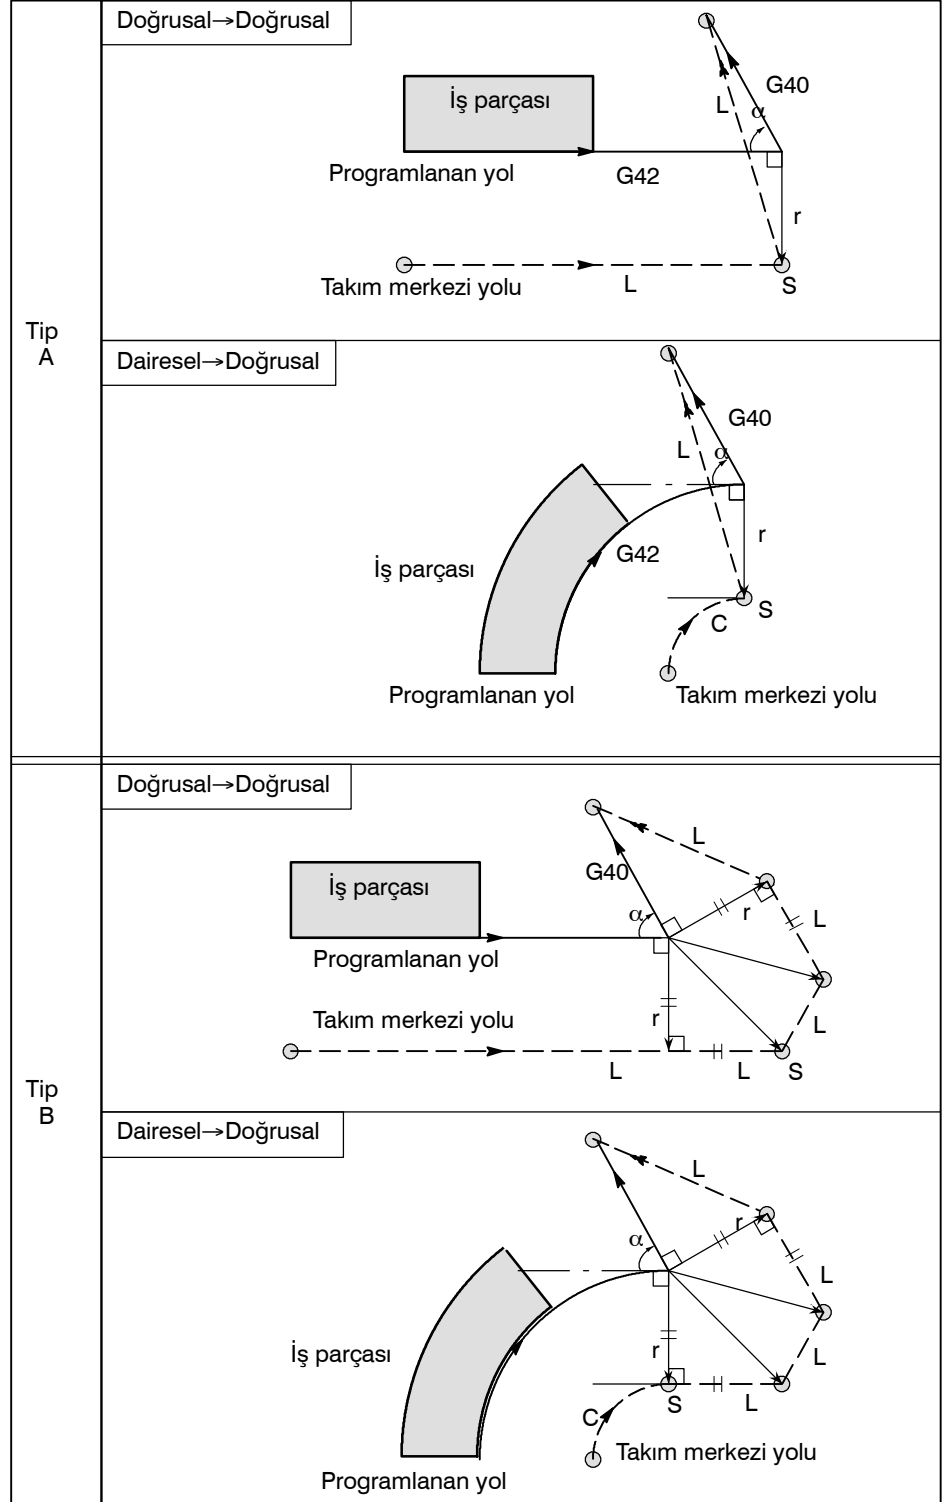 Doğrusal→Doğrusal
G40
İş parçası
L
α
Programlanan yol
G42
r
Takım merkezi yolu
L
S
Tip
A
Dairesel→Doğrusal
G40
L
α
r
G42
İş parçası
C
S
Programlanan yol
Takım merkezi yolu
Doğrusal→Doğrusal
L
G40
İş parçası
α
r
L
Programlanan yol
Takım merkezi yolu
r
L
L
L
S
Tip
B
Dairesel→Doğrusal
L
r
α
L
İş parçası
r
L
S
L
C
Takım merkezi yolu
Programlanan yol